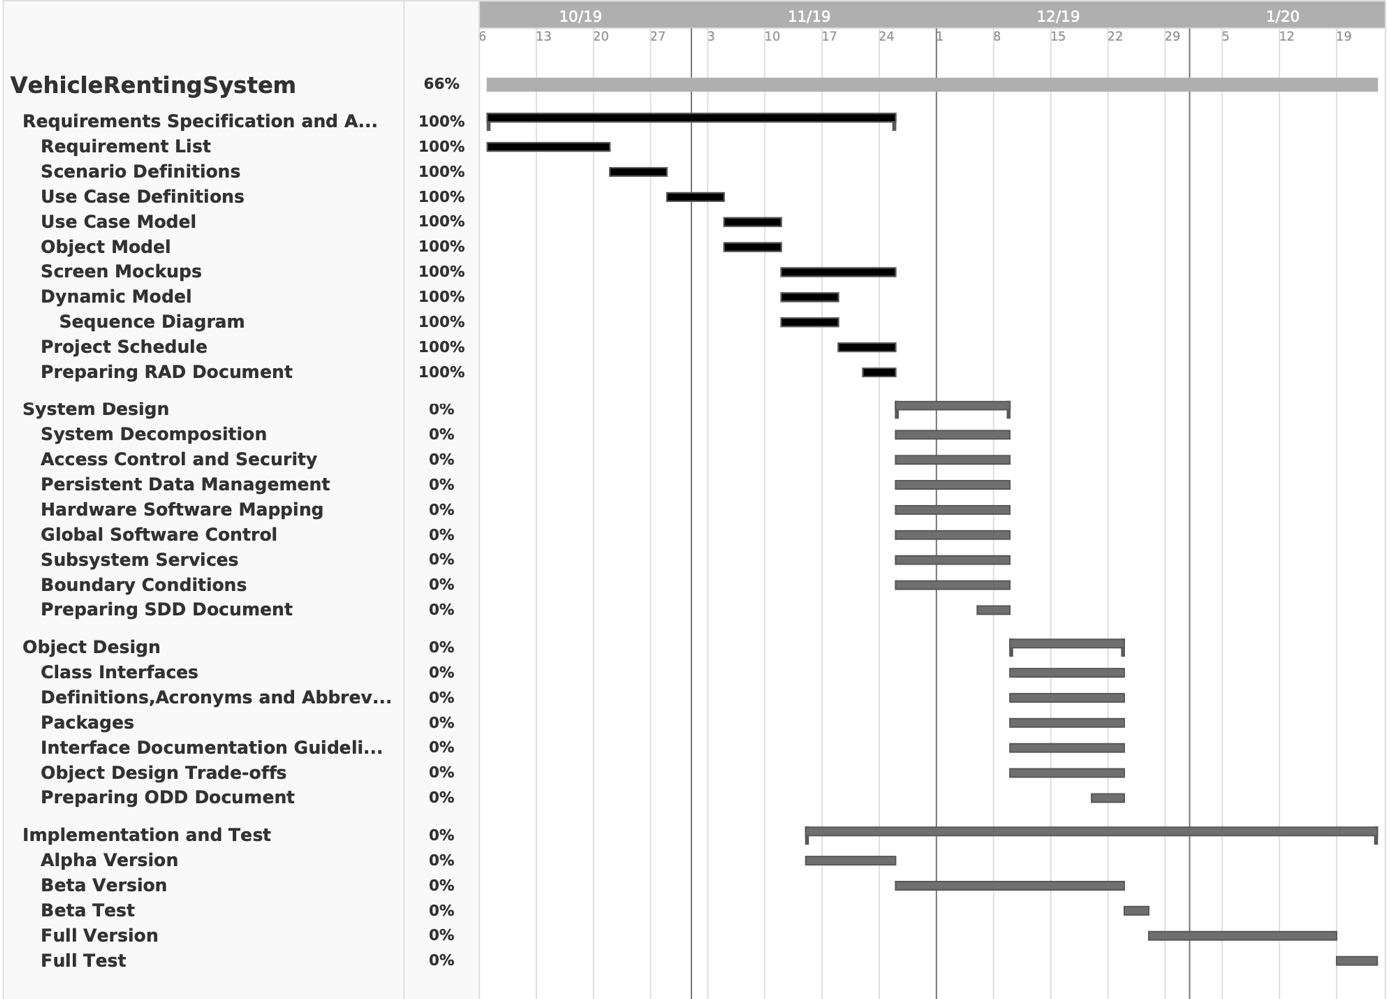 10/19 11/19 12/19 1/20
6 13 20 27 3 10 17 24 1 8 15 22 29 5 12 19
VehicleRentingSystem 66%
Requirements Specification and A... 100%
Requirement List 100%
Scenario Definitions 100%
Use Case Definitions 100%
Use Case Model 100%
Object Model 100%
Screen Mockups 100%
Dynamic Model 100%
Sequence Diagram 100%
Project Schedule 100%
Preparing RAD Document 100%
System Design 0%
System Decomposition 0%
Access Control and Security 0%
Persistent Data Management 0%
Hardware Software Mapping 0%
Global Software Control 0%
Subsystem Services 0%
Boundary Conditions 0%
Preparing SDD Document 0%
Object Design 0%
Class Interfaces 0%
Definitions,Acronyms and Abbrev... 0%
Packages 0%
Interface Documentation Guideli... 0%
Object Design Trade-offs 0%
Preparing ODD Document 0%
Implementation and Test 0%
Alpha Version 0%
Beta Version 0%
Beta Test 0%
Full Version 0%
Full Test 0%